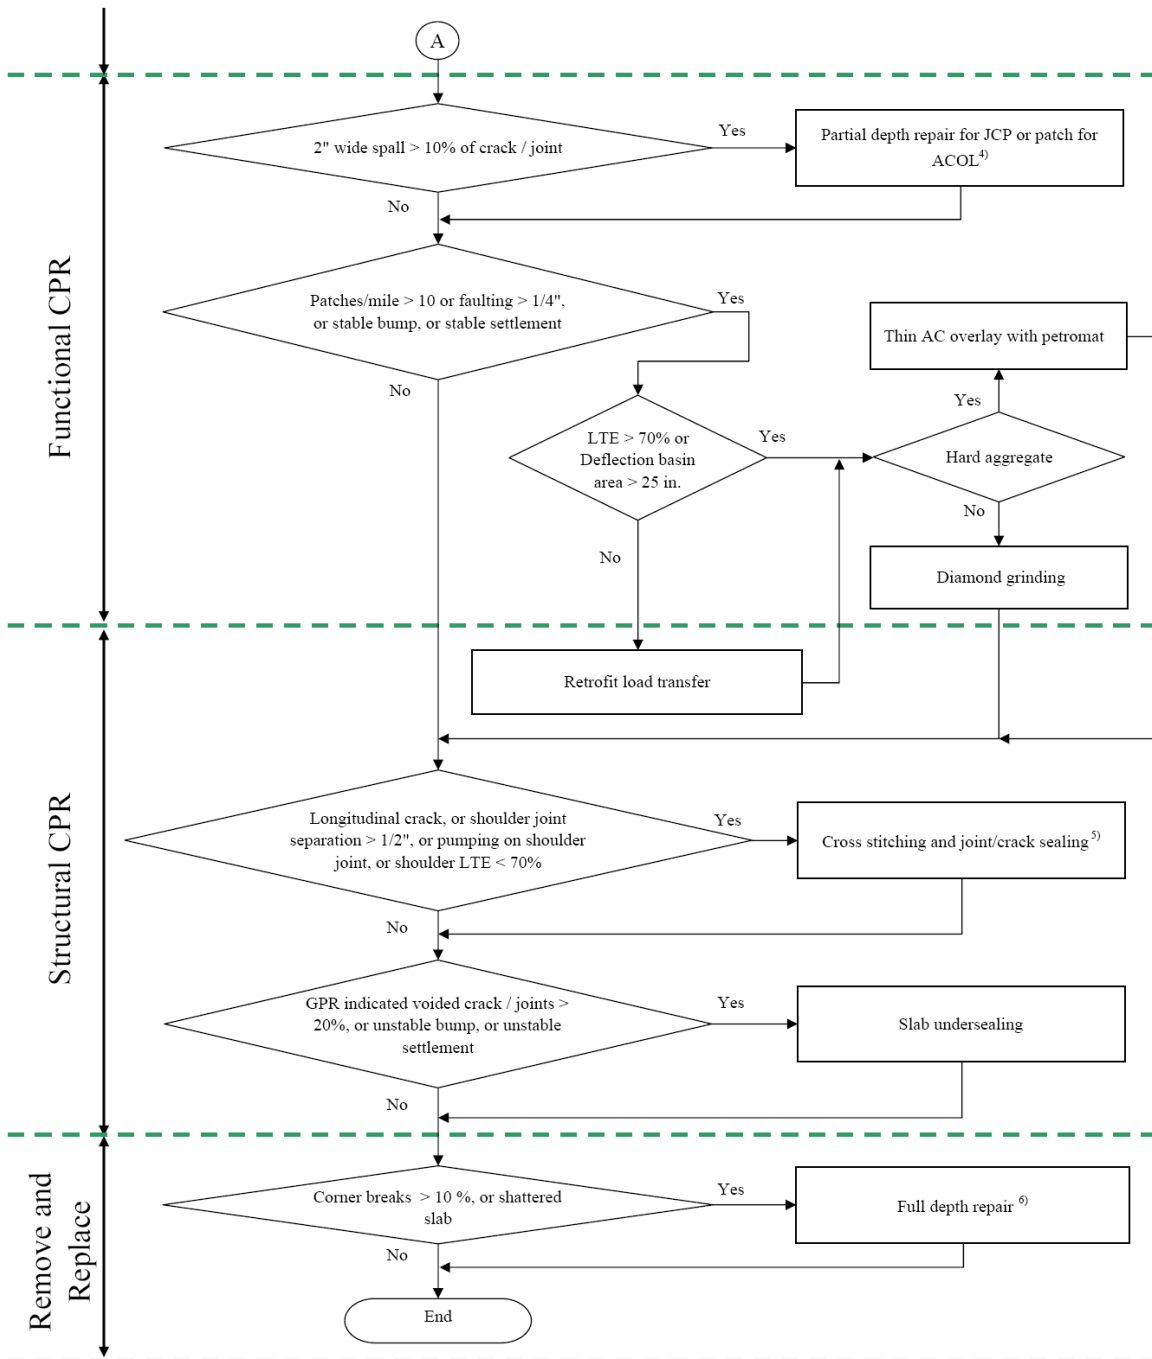 A
2" wide spall > 10% of crack / joint
Yes
Partial depth repair for JCP or patch for
ACOL4)
No
Functional CPR
Patches/mile > 10 or faulting > 1/4",
or stable bump, or stable settlement
Yes
No
Thin AC overlay with petromat
Yes
LTE > 70% or
Deflection basin
area > 25 in.
Yes
Hard aggregate
No
No
Diamond grinding
Retrofit load transfer
Structural CPR
Longitudinal crack, or shoulder joint
separation > 1/2", or pumping on shoulder
joint, or shoulder LTE < 70%
Yes
Cross stitching and joint/crack sealing5)
No
GPR indicated voided crack / joints >
20%, or unstable bump, or unstable
settlement
Yes
Slab undersealing
No
Remove and
Replace
Corner breaks > 10 %, or shattered
slab
Yes
Full depth repair 6)
No
End